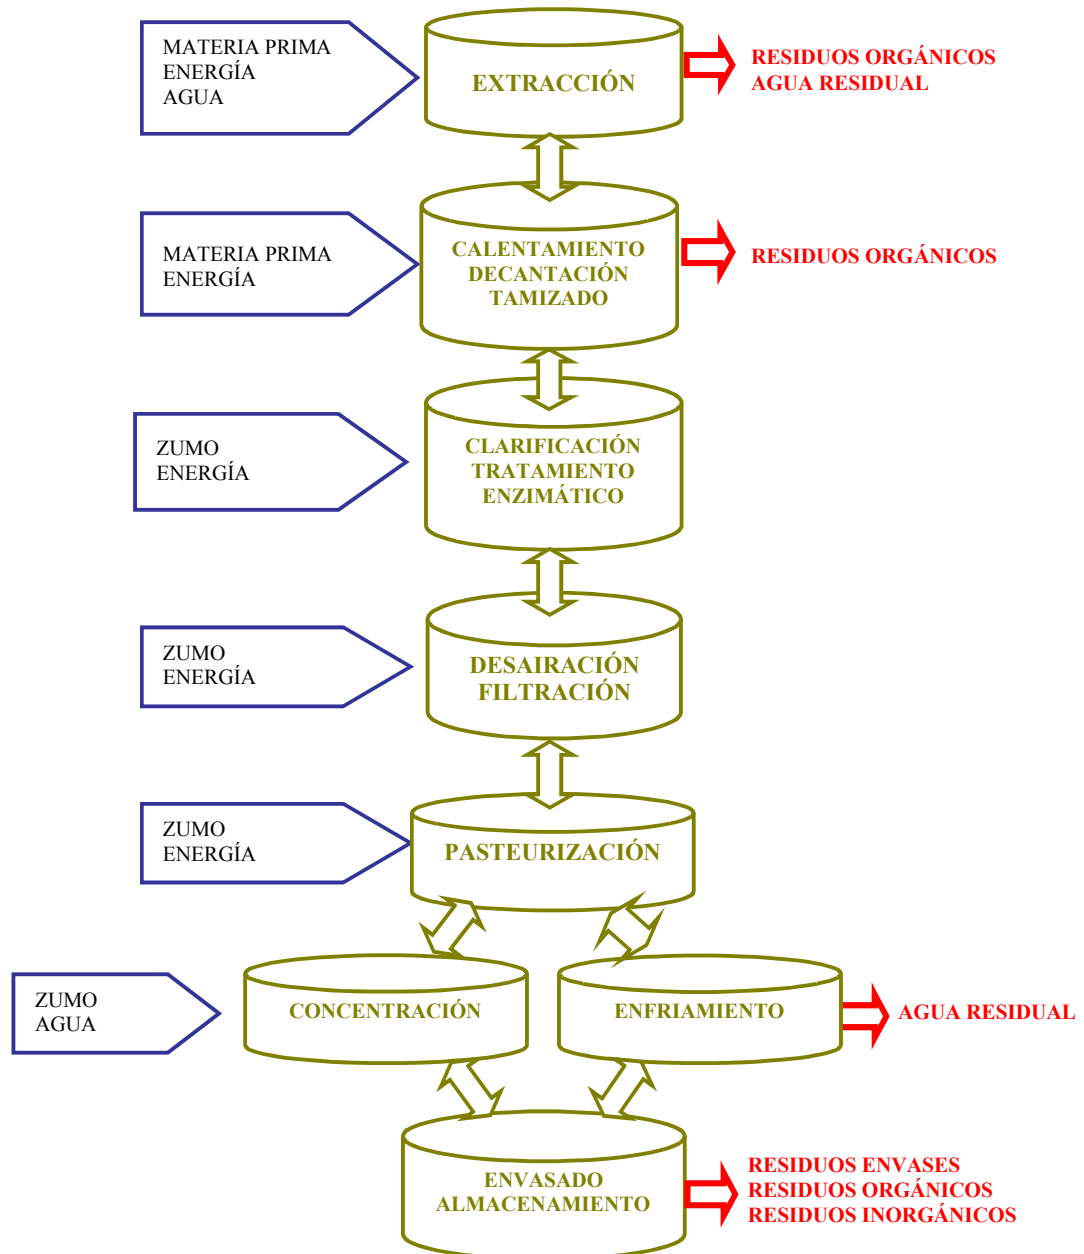 MATERIA PRIMA
ENERGÍA
AGUA
EXTRACCIÓN
RESIDUOS ORGÁNICOS
AGUA RESIDUAL
MATERIA PRIMA
ENERGÍA
CALENTAMIENTO
DECANTACIÓN
TAMIZADO
RESIDUOS ORGÁNICOS
ZUMO
ENERGÍA
CLARIFICACIÓN
TRATAMIENTO
ENZIMÁTICO
ZUMO
ENERGÍA
DESAIRACIÓN
FILTRACIÓN
ZUMO
ENERGÍA
PASTEURIZACIÓN
ZUMO
AGUA
CONCENTRACIÓN
ENFRIAMIENTO
AGUA RESIDUAL
ENVASADO
ALMACENAMIENTO
RESIDUOS ENVASES
RESIDUOS ORGÁNICOS
RESIDUOS INORGÁNICOS